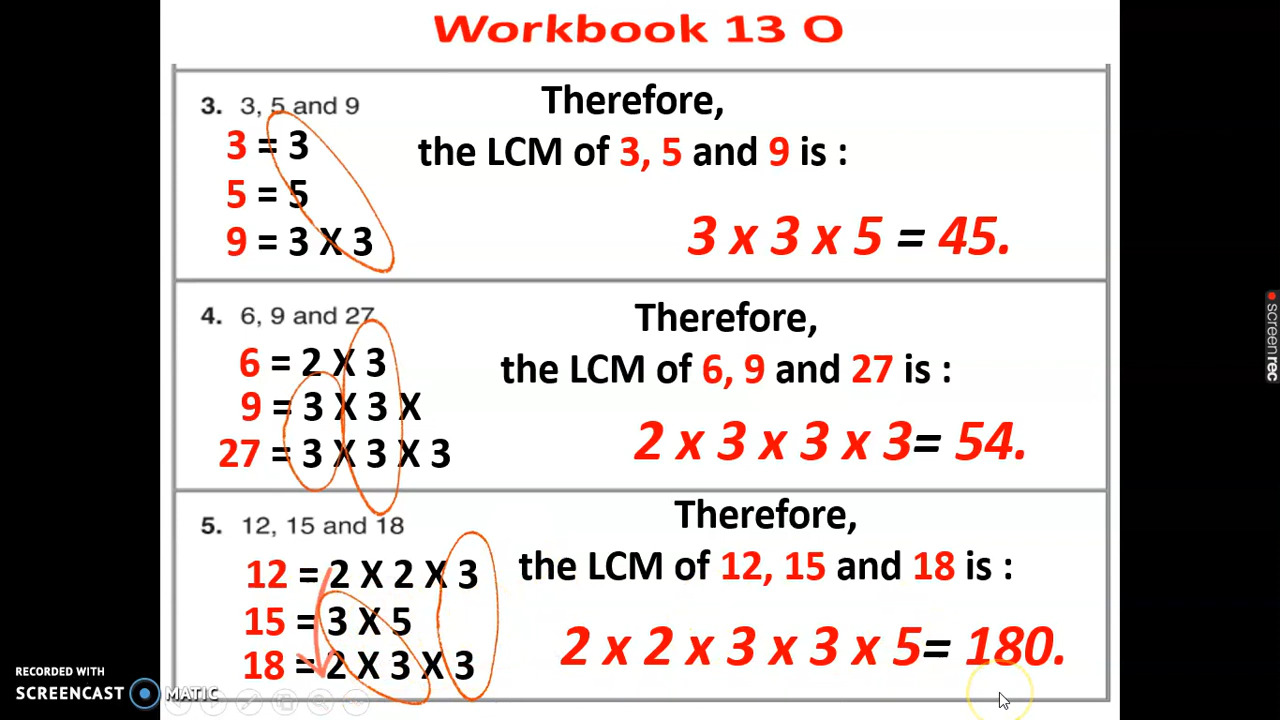 Workbook 13 O
3. 3, 5 and 9
3 = 3
5 = 5
9 = 3 X 3
Therefore,
the LCM of 3, 5 and 9 is :
3 x 3 x 5 = 45.
4. 6, 9 and 27
6 = 2 X 3
9 = 3 X 3 X
27 = 3 X 3 X 3
Therefore,
the LCM of 6, 9 and 27 is :
2 x 3 x 3 x 3= 54.
5. 12, 15 and 18
12 = 2 X 2 X 3
15 = 3 X 5
18 = 2 X 3 X 3
Therefore,
the LCM of 12, 15 and 18 is :
2 x 2 x 3 x 3 x 5= 180.
RECORDED WITH
SCREENCAST MATIC
screenrec